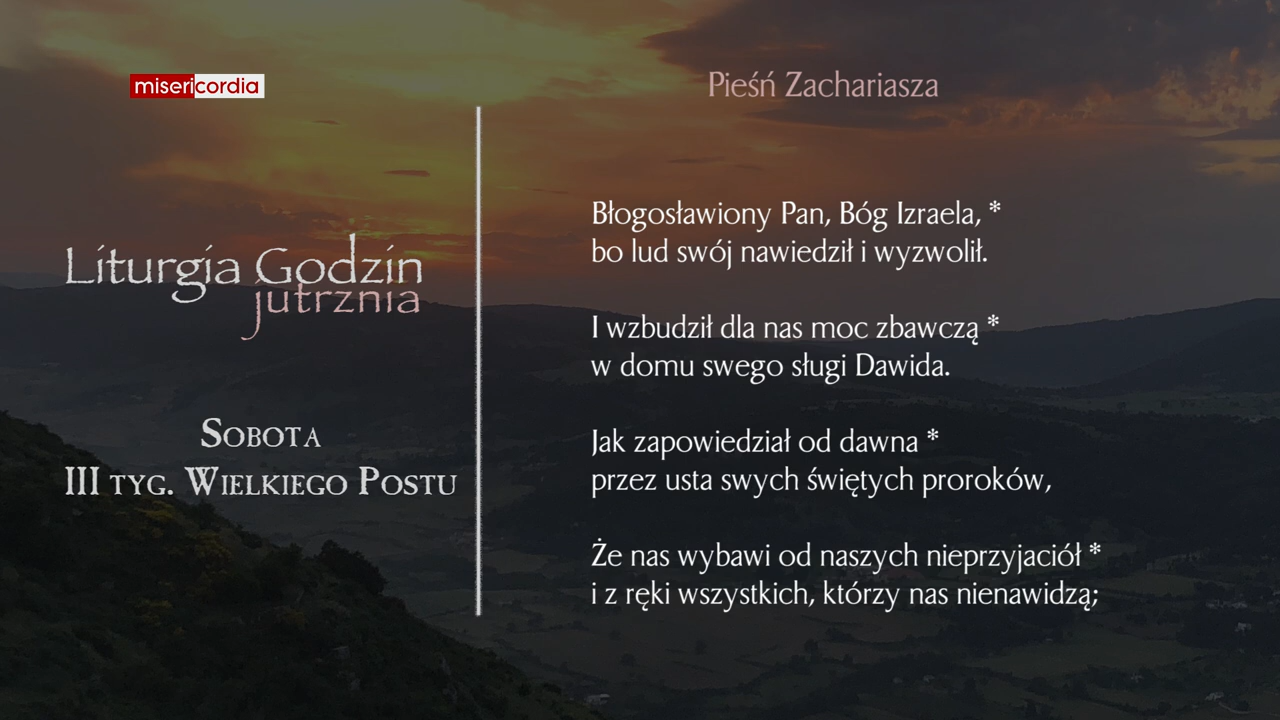 misericordia
Liturgia Godzin
jutrznia
Sobota
III tyg. Wielkiego Postu
Pieśń Zachariasza
Błogosławiony Pan, Bóg Izraela, *
bo lud swój nawiedził i wyzwolił.
I wzbudził dla nas moc zbawczą *
w domu swego sługi Dawida.
Jak zapowiedział od dawna *
przez usta swych świętych proroków,
Że nas wybawi od naszych nieprzyjaciół *
i z ręki wszystkich, którzy nas nienawidzą;